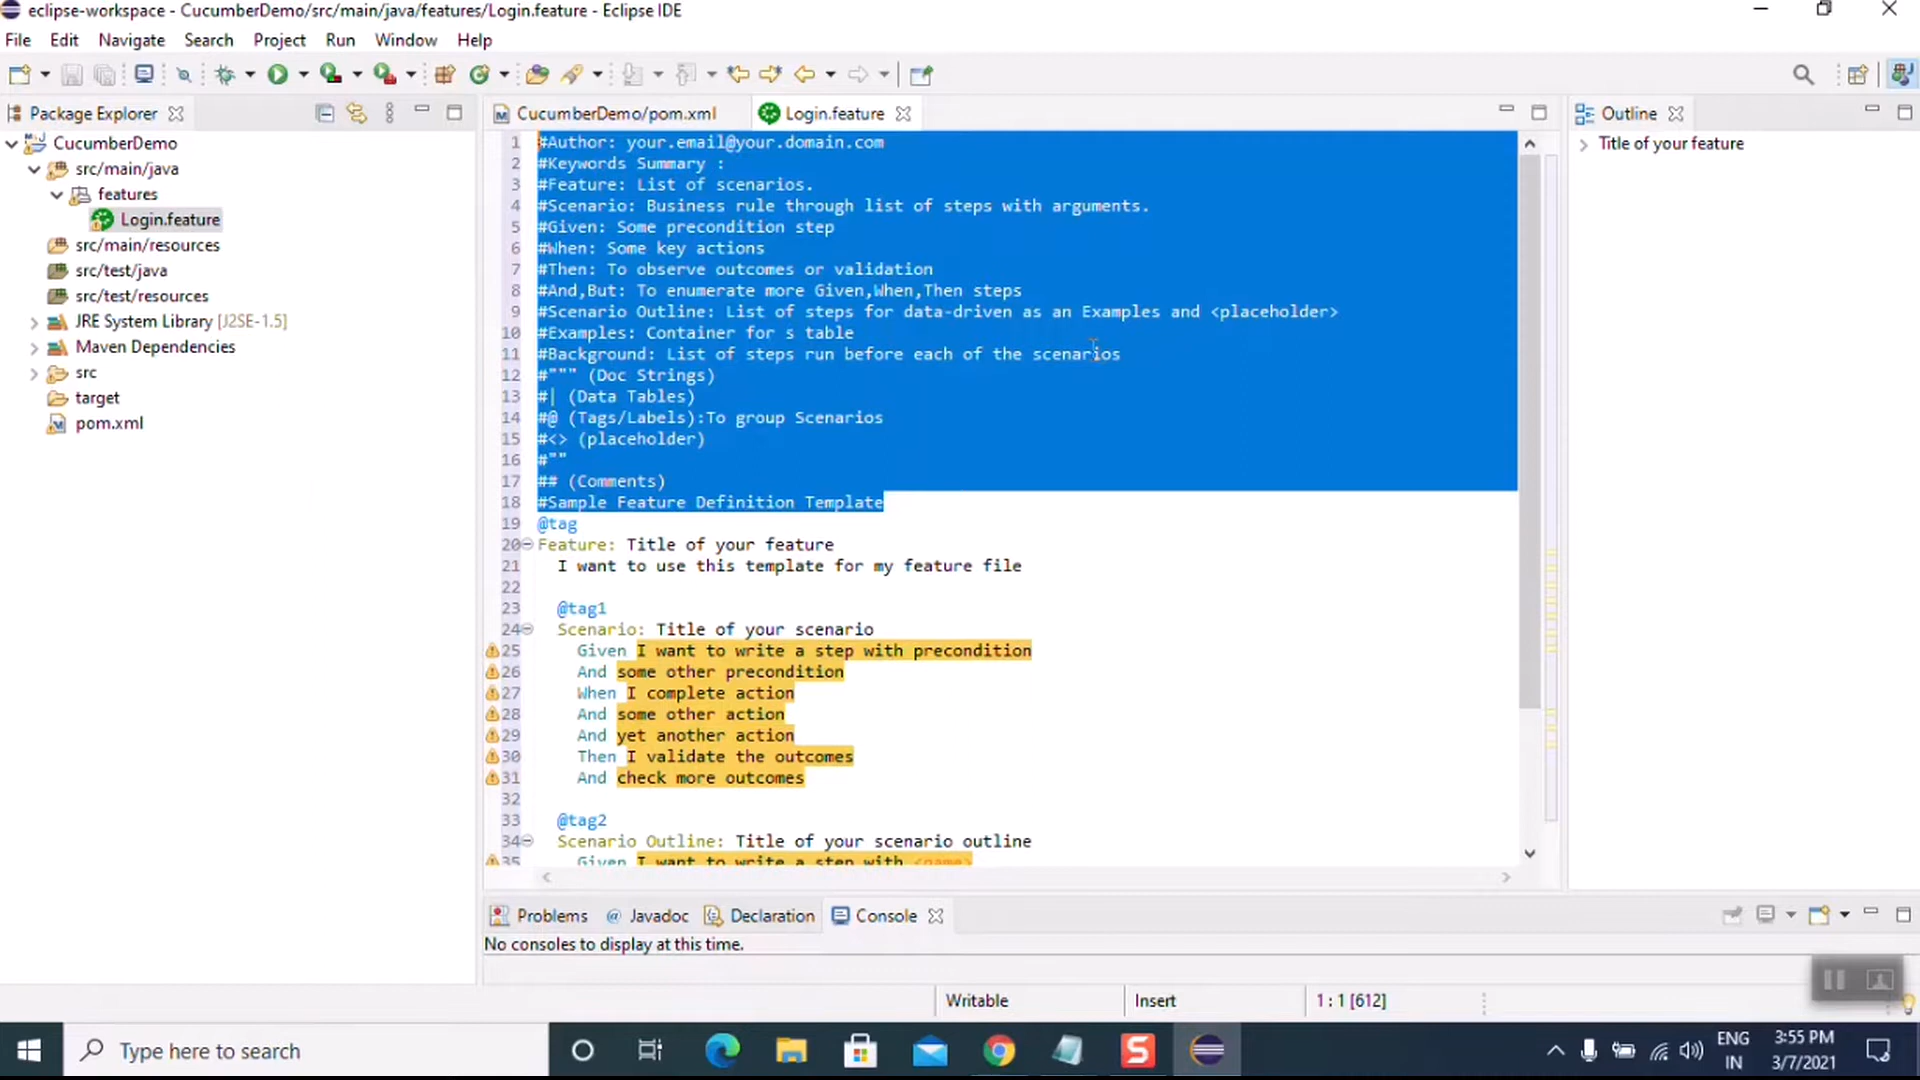 eclipse-workspace - CucumberDemo/src/main/java/features/Login.feature - Eclipse IDE
File Edit Navigate Search Project Run Window Help
Package Explorer
CucumberDemo
src/main/java
features
Login.feature
src/main/resources
src/test/java
src/test/resources
JRE System Library [J2SE-1.5]
Maven Dependencies
src
target
pom.xml
CucumberDemo/pom.xml Login.feature
1 #Author: your.email@your.domain.com
2 #Keywords Summary :
3 #Feature: List of scenarios.
4 #Scenario: Business rule through list of steps with arguments.
5 #Given: Some precondition step
6 #When: Some key actions
7 #Then: To observe outcomes or validation
8 #And,But: To enumerate more Given,When,Then steps
9 #Scenario Outline: List of steps for data-driven as an Examples and <placeholder>
10 #Examples: Container for s table
11 #Background: List of steps run before each of the scenarios
12 #""" (Doc Strings)
13 #| (Data Tables)
14 #@ (Tags/Labels):To group Scenarios
15 #<> (placeholder)
16 #""
17 ## (Comments)
18 #Sample Feature Definition Template
19 @tag
20 Feature: Title of your feature
21 I want to use this template for my feature file
22
23 @tag1
24 Scenario: Title of your scenario
25 Given I want to write a step with precondition
26 And some other precondition
27 When I complete action
28 And some other action
29 And yet another action
30 Then I validate the outcomes
31 And check more outcomes
32
33 @tag2
34 Scenario Outline: Title of your scenario outline
35 Given I want to write a step with <name>
Outline
Title of your feature
Problems @ Javadoc Declaration Console
No consoles to display at this time.
Writable Insert 1 : 1 [612]
Type here to search
ENG
IN
3:55 PM
3/7/2021